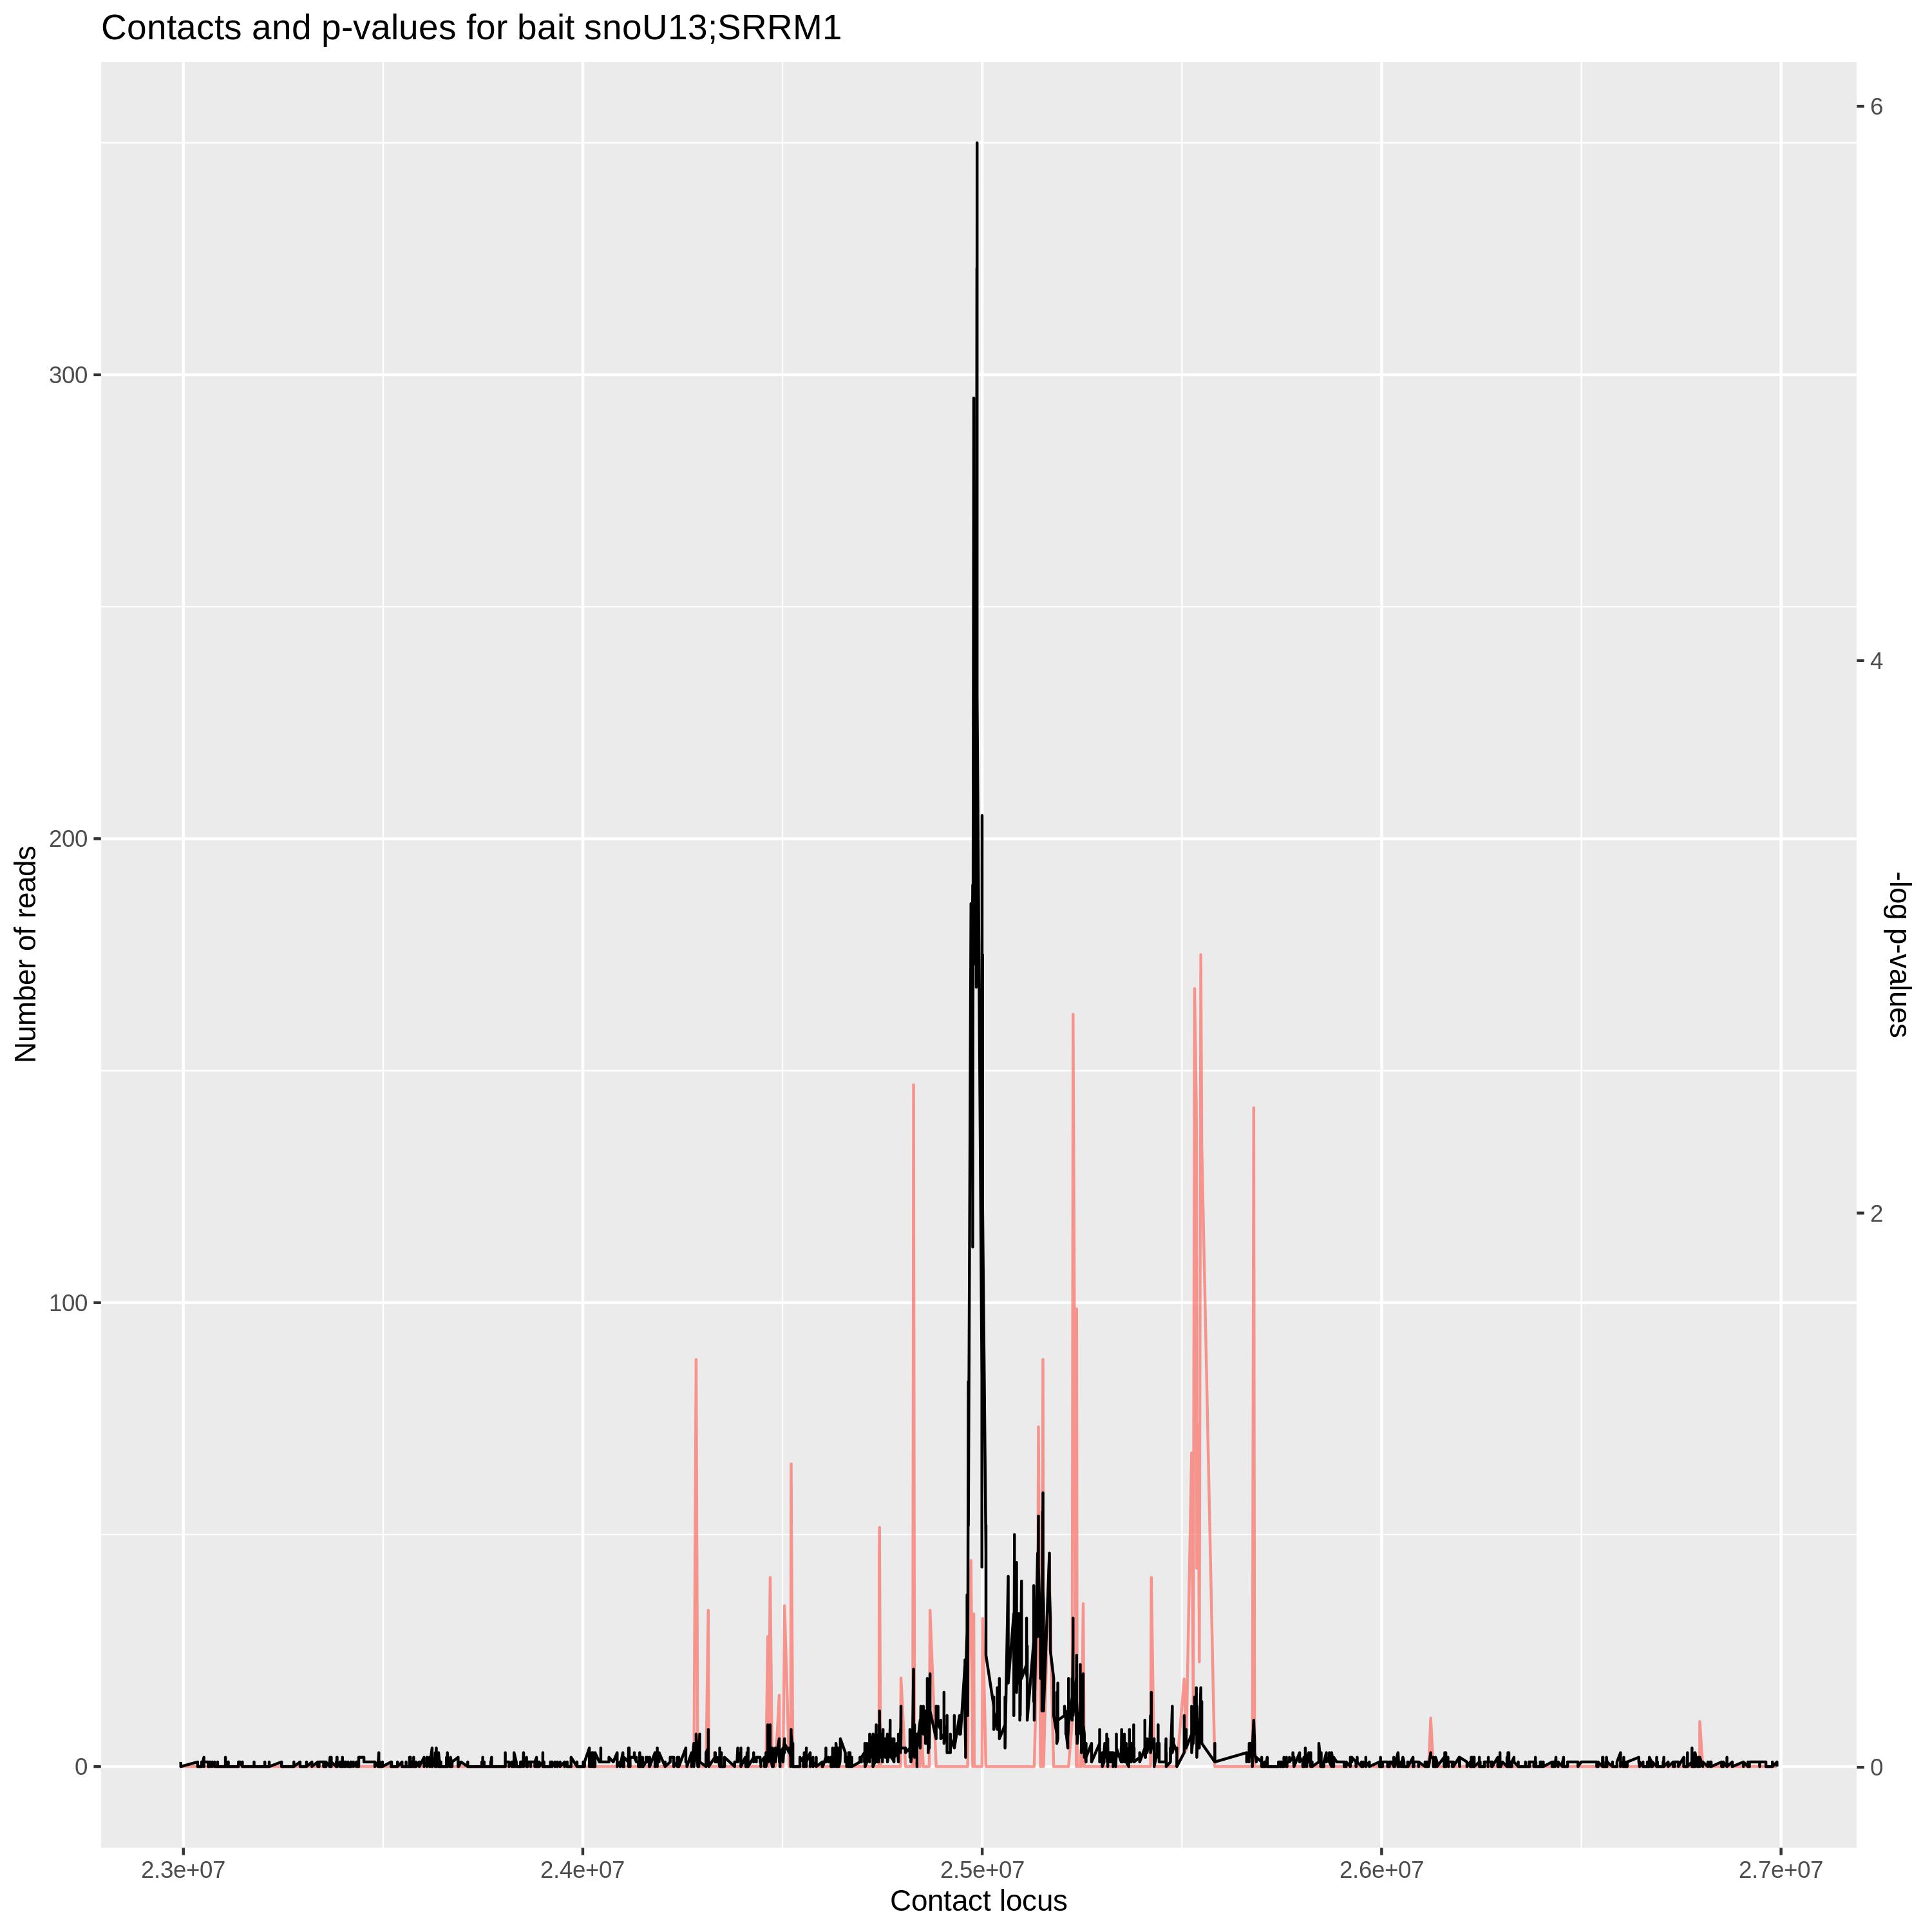 Contacts and p-values for bait snoU13;SRRM1
6
300
4
200
Number of reads
-log p-values
2
100
0
0
2.3e+07 2.4e+07 2.5e+07 2.6e+07 2.7e+07
Contact locus